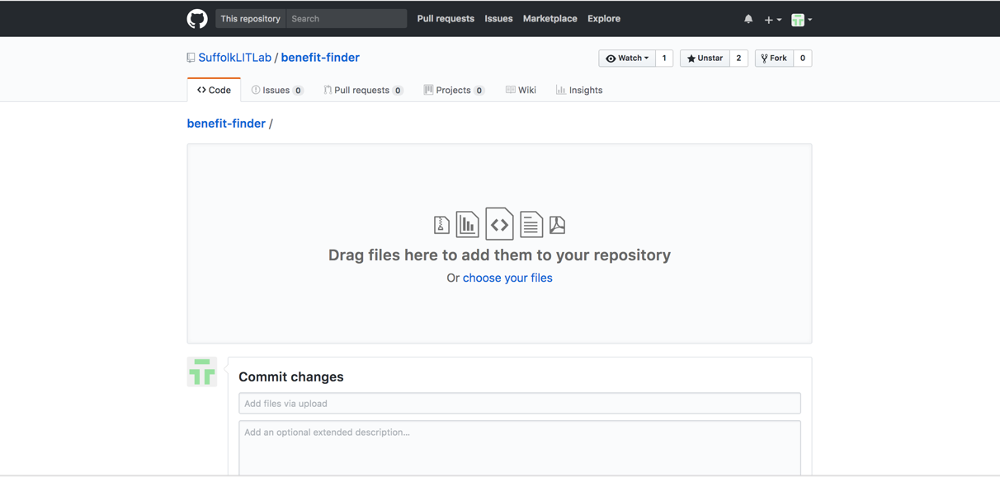 This repository Search Pull requests Issues Marketplace Explore
SuffolkLITLab / benefit-finder Watch 1 Unstar 2 Fork 0
Code Issues 0 Pull requests 0 Projects 0 Wiki Insights
benefit-finder /
Drag files here to add them to your repository
Or choose your files
Commit changes
Add files via upload
Add an optional extended description...